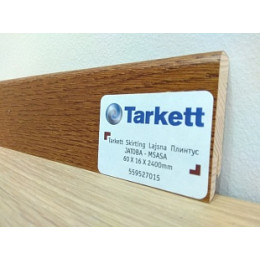 Tarkett
Tarkett Skirting Lajsna Плинтус
JATOBA - MSASA
60 X 16 X 2400mm
559527015